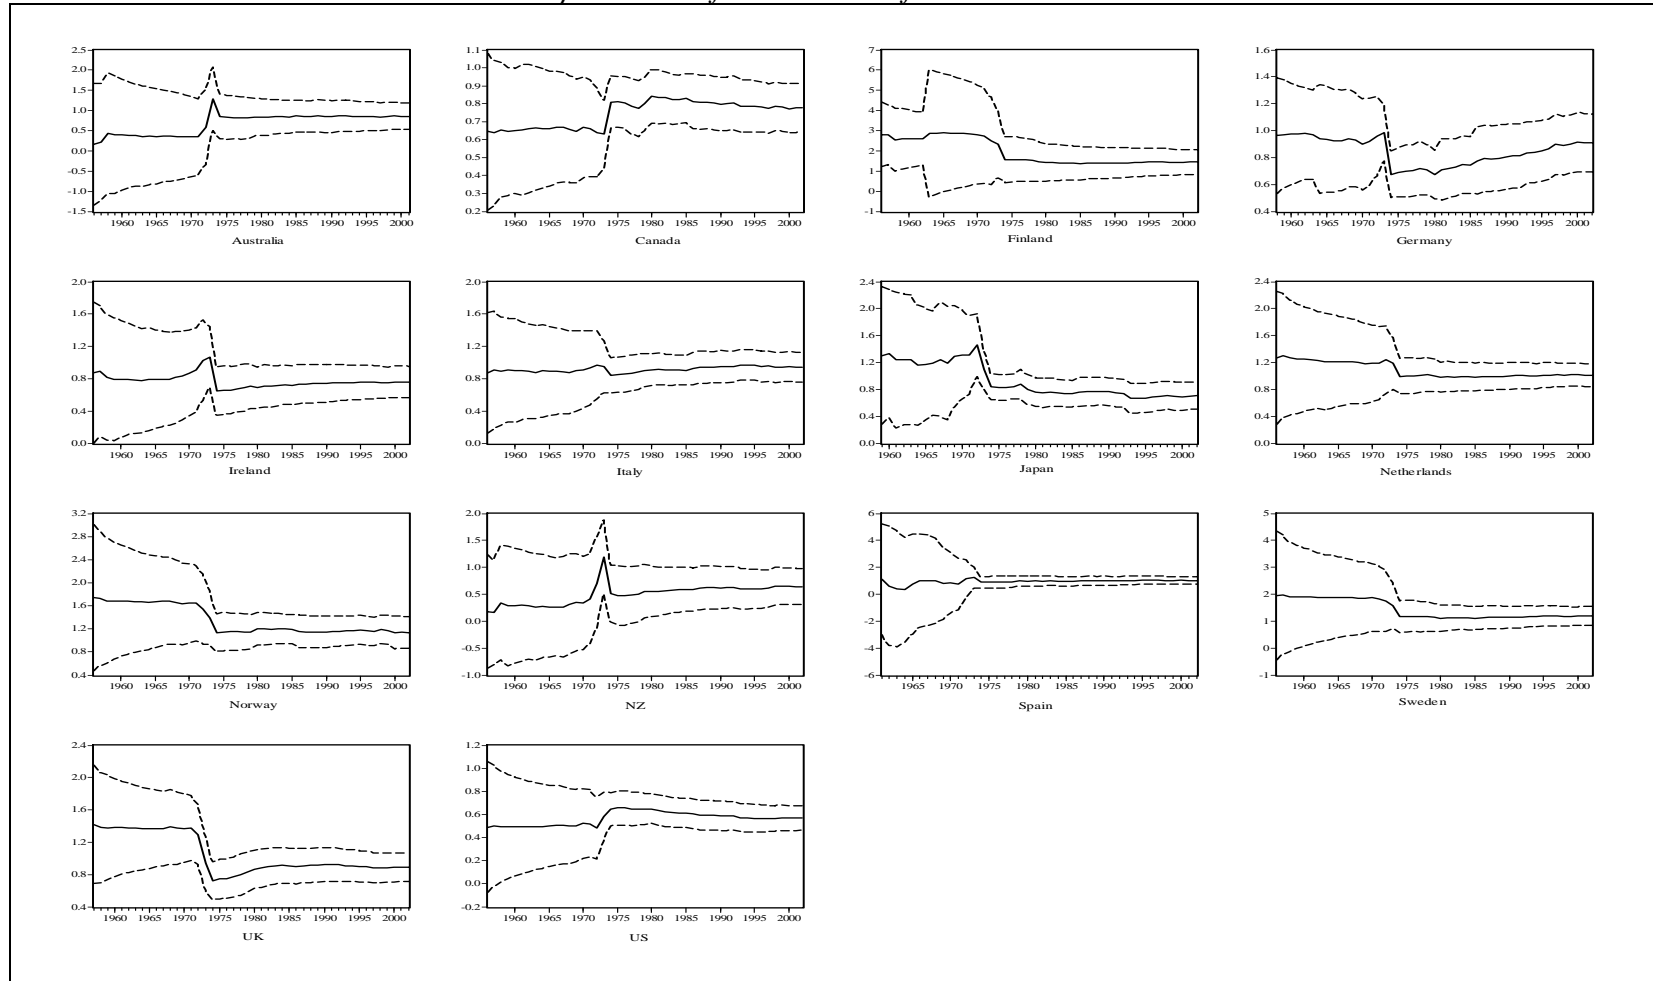 2.5 2.0 1.5 1.0 0.5 0.0 -0.5 -1.0 -1.5
1960 1965 1970 1975 1980 1985 1990 1995 2000
Australia
1.1 1.0 0.9 0.8 0.7 0.6 0.5 0.4 0.3 0.2
1960 1965 1970 1975 1980 1985 1990 1995 2000
Canada
7 6 5 4 3 2 1 0 -1
1960 1965 1970 1975 1980 1985 1990 1995 2000
Finland
1.6 1.4 1.2 1.0 0.8 0.6 0.4
1960 1965 1970 1975 1980 1985 1990 1995 2000
Germany
2.0 1.6 1.2 0.8 0.4 0.0
1960 1965 1970 1975 1980 1985 1990 1995 2000
Ireland
2.0 1.6 1.2 0.8 0.4 0.0
1960 1965 1970 1975 1980 1985 1990 1995 2000
Italy
2.4 2.0 1.6 1.2 0.8 0.4 0.0
1960 1965 1970 1975 1980 1985 1990 1995 2000
Japan
2.4 2.0 1.6 1.2 0.8 0.4 0.0
1960 1965 1970 1975 1980 1985 1990 1995 2000
Netherlands
3.2 2.8 2.4 2.0 1.6 1.2 0.8 0.4
1960 1965 1970 1975 1980 1985 1990 1995 2000
Norway
2.0 1.5 1.0 0.5 0.0 -0.5 -1.0
1960 1965 1970 1975 1980 1985 1990 1995 2000
NZ
6 4 2 0 -2 -4 -6
1965 1970 1975 1980 1985 1990 1995 2000
Spain
5 4 3 2 1 0 -1
1960 1965 1970 1975 1980 1985 1990 1995 2000
Sweden
2.4 2.0 1.6 1.2 0.8 0.4
1960 1965 1970 1975 1980 1985 1990 1995 2000
UK
1.2 1.0 0.8 0.6 0.4 0.2 0.0 -0.2
1960 1965 1970 1975 1980 1985 1990 1995 2000
US